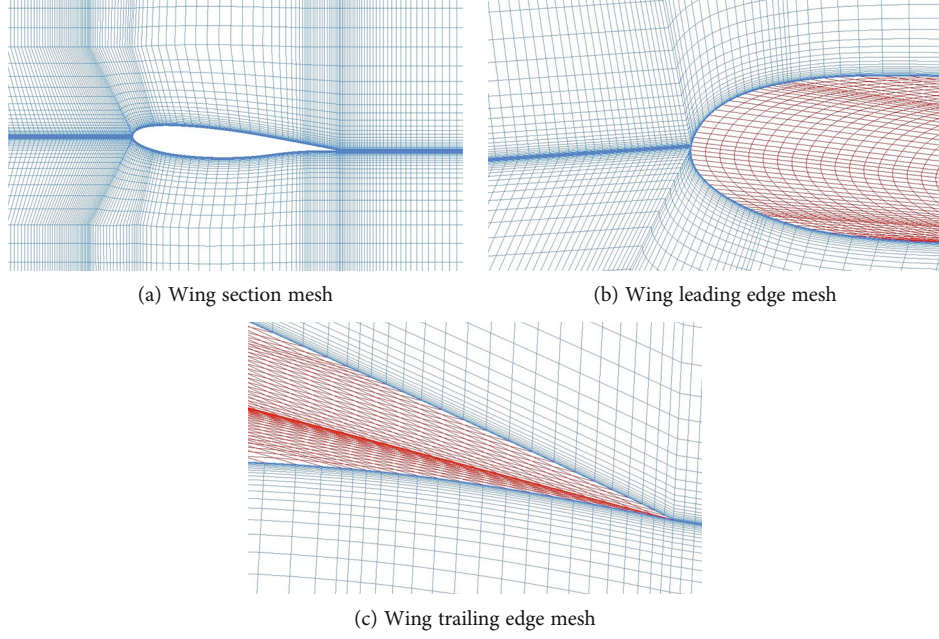 (a) Wing section mesh
(b) Wing leading edge mesh
(c) Wing trailing edge mesh